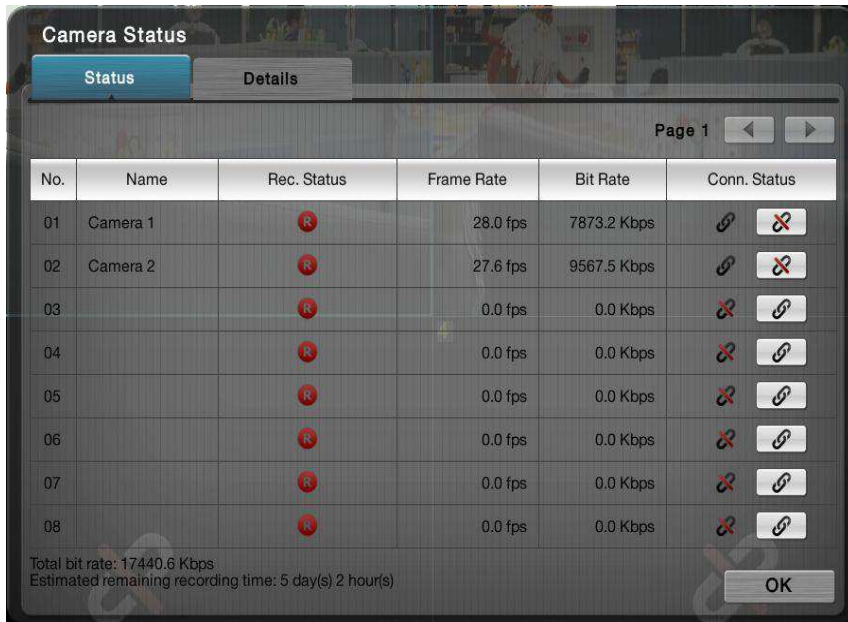 Camera Status
Status Details
Page 1
No. Name Rec. Status Frame Rate Bit Rate Conn. Status
01 Camera 1 R 28.0 fps 7873.2 Kbps
02 Camera 2 R 27.6 fps 9567.5 Kbps
03 R 0.0 fps 0.0 Kbps
04 R 0.0 fps 0.0 Kbps
05 R 0.0 fps 0.0 Kbps
06 R 0.0 fps 0.0 Kbps
07 R 0.0 fps 0.0 Kbps
08 R 0.0 fps 0.0 Kbps
Total bit rate: 17440.6 Kbps
Estimated remaining recording time: 5 day(s) 2 hour(s)
OK
4